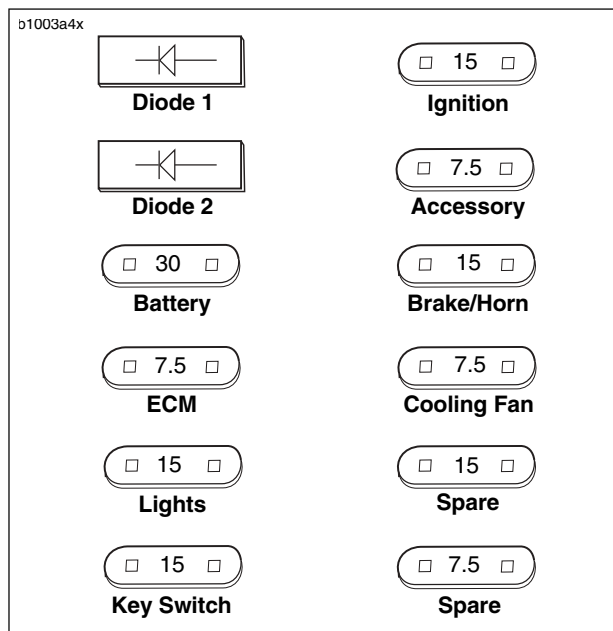 b1003a4x
Diode 1
15
Ignition
Diode 2
7.5
Accessory
30
Battery
15
Brake/Horn
7.5
ECM
7.5
Cooling Fan
15
Lights
15
Spare
15
Key Switch
7.5
Spare